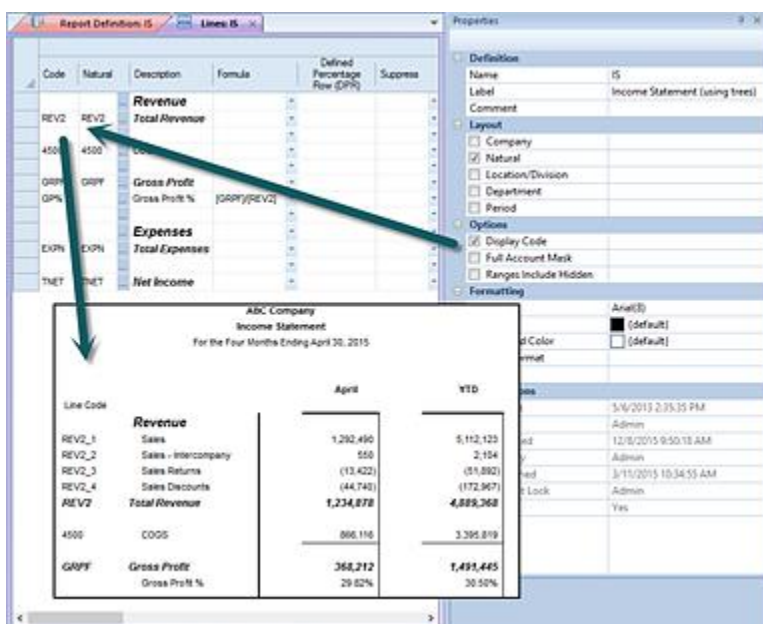 Report Definition: IS
Lines: IS
Code Natural Description Formula Defined Percentage Row (DPR) Suppress
Revenue
REV2 REV2 Total Revenue
4500 4500
GRPF GRPF Gross Profit
GP% Gross Profit % [GRPF]/[REV2]
Expenses
EXPN EXPN Total Expenses
TNET TNET Net Income
Properties
Definition
Name IS
Label Income Statement (using trees)
Comment
Layout
Company
Natural
Location/Division
Department
Period
Options
Display Code
Full Account Mask
Ranges Include Hidden
Formatting
Arial(8)
(default)
d Color (default)
rmat
ons
5/6/2013 2:35:35 PM
Admin
ed 12/8/2015 9:50:18 AM
y Admin
hed 3/11/2015 10:34:55 AM
t Lock Admin
Yes
ABC Company
Income Statement
For the Four Months Ending April 30, 2015
April YTD
Line Code
Revenue
REV2_1 Sales 1,292,490 5,112,123
REV2_2 Sales - Intercompany 550 2,104
REV2_3 Sales Returns (13,422) (51,892)
REV2_4 Sales Discounts (44,740) (172,967)
REV2 Total Revenue 1,234,878 4,889,368
4500 COGS 866,116 3,395,819
GRPF Gross Profit 368,212 1,491,445
Gross Profit % 29.82% 30.50%